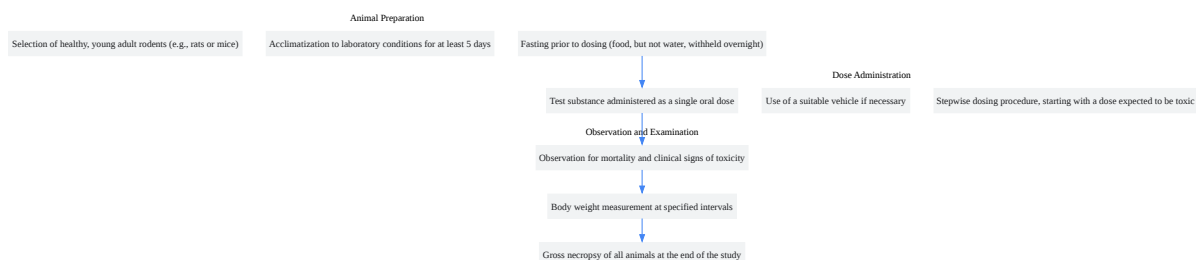 Animal Preparation
Selection of healthy, young adult rodents (e.g., rats or mice)
Acclimatization to laboratory conditions for at least 5 days
Fasting prior to dosing (food, but not water, withheld overnight)
Dose Administration
Test substance administered as a single oral dose
Use of a suitable vehicle if necessary
Stepwise dosing procedure, starting with a dose expected to be toxic
Observation and Examination
Observation for mortality and clinical signs of toxicity
Body weight measurement at specified intervals
Gross necropsy of all animals at the end of the study